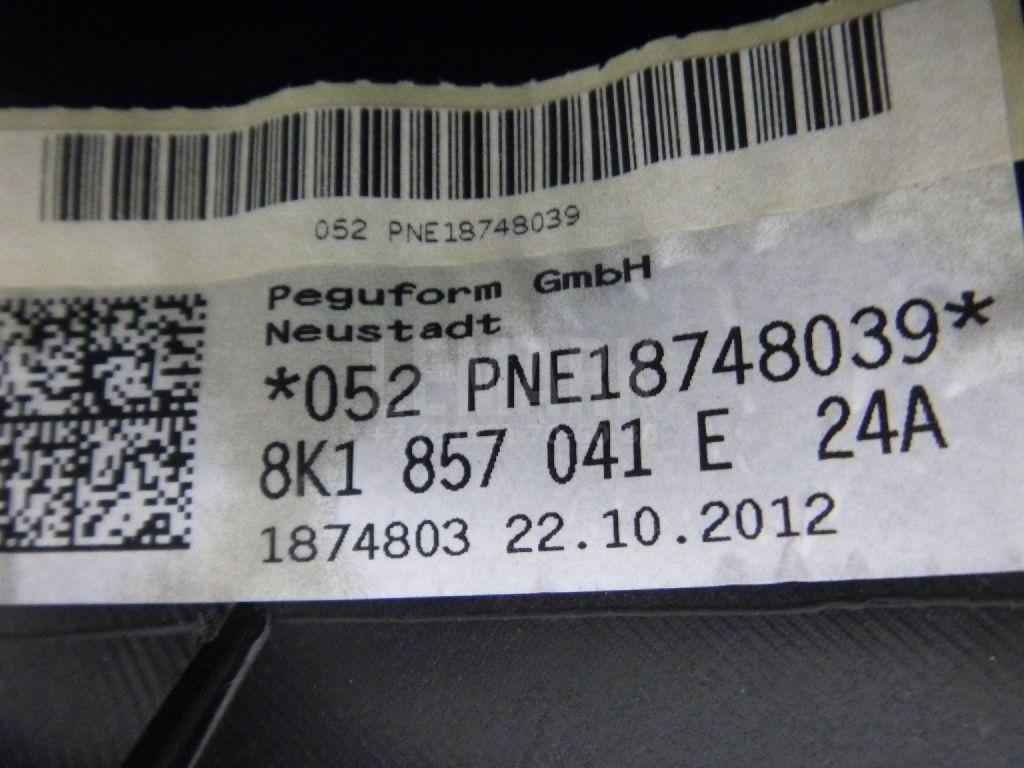 052 PNE18748039
Peguform GmbH
Neustadt
*052 PNE18748039*
8K1 857 041 E 24A
1874803 22.10.2012